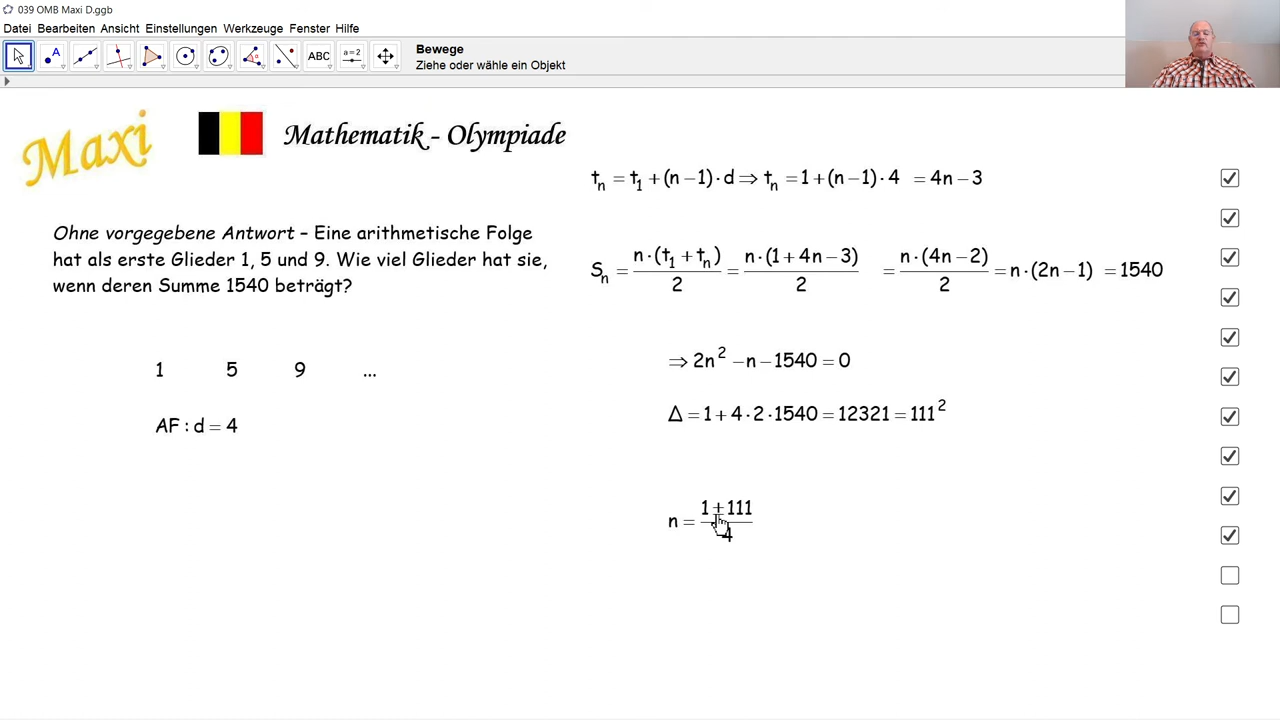 039 OMB Maxi D.ggb
Datei Bearbeiten Ansicht Einstellungen Werkzeuge Fenster Hilfe
A
ABC
a=2
Bewege
Ziehe oder wähle ein Objekt
Maxi
Mathematik - Olympiade
Ohne vorgegebene Antwort – Eine arithmetische Folge
hat als erste Glieder 1, 5 und 9. Wie viel Glieder hat sie,
wenn deren Summe 1540 beträgt?
1 5 9 ...
AF : d = 4
tₙ = t₁ + (n − 1) · d ⇒ tₙ = 1 + (n − 1) · 4 = 4n − 3
Sₙ = n · (t₁ + tₙ) / 2 = n · (1 + 4n − 3) / 2 = n · (4n − 2) / 2 = n · (2n − 1) = 1540
⇒ 2n² − n − 1540 = 0
Δ = 1 + 4 · 2 · 1540 = 12321 = 111²
n = (1 + 111) / 4